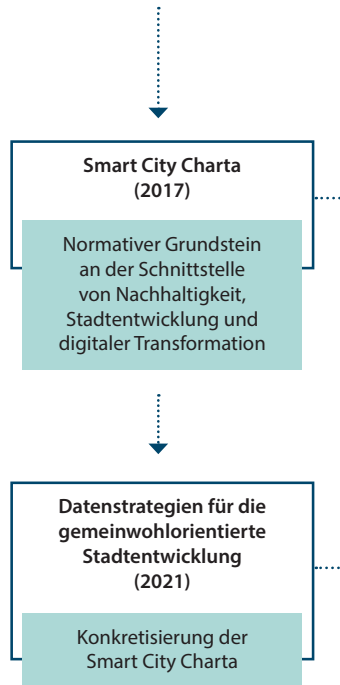 Smart City Charta
(2017)
Normativer Grundstein
an der Schnittstelle
von Nachhaltigkeit,
Stadtentwicklung und
digitaler Transformation
Datenstrategien für die
gemeinwohlorientierte
Stadtentwicklung
(2021)
Konkretisierung der
Smart City Charta